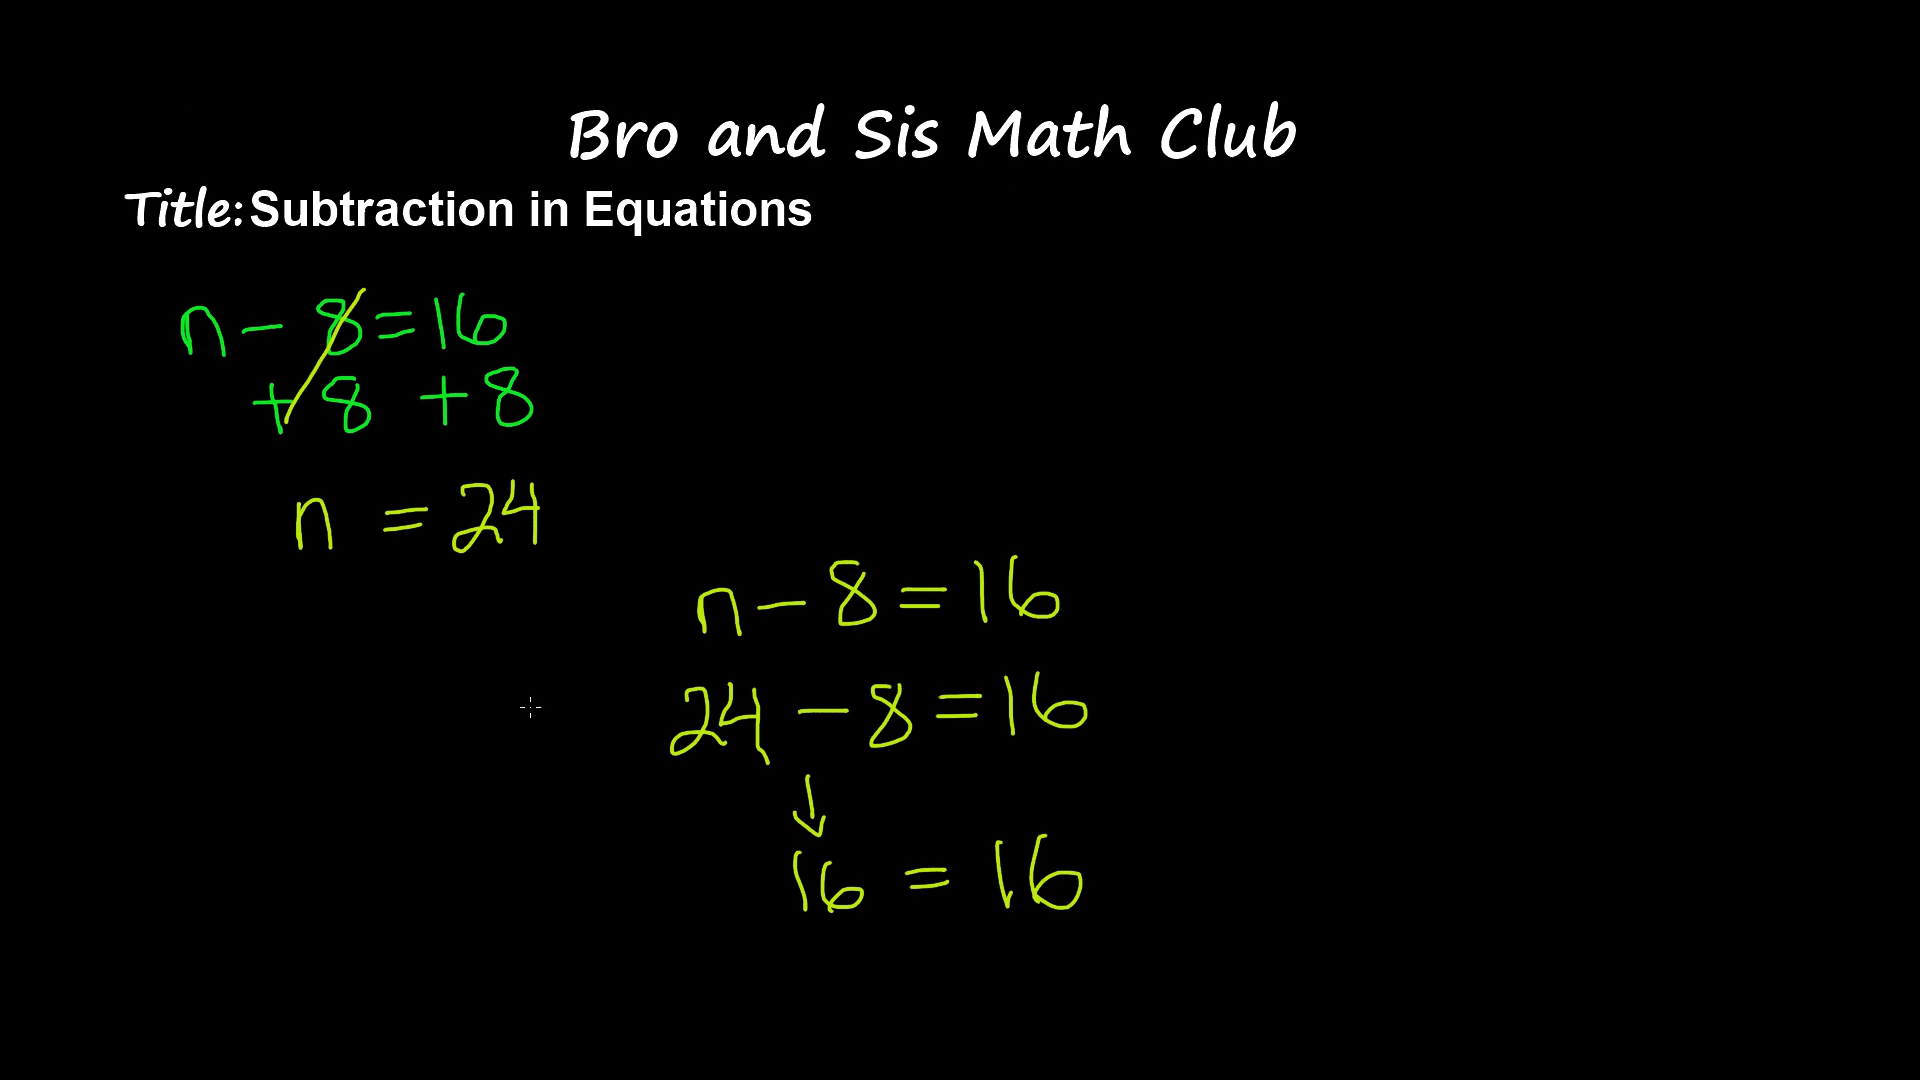 Bro and Sis Math Club
Title: Subtraction in Equations
n - 8 = 16
+ 8 + 8
n = 24
n - 8 = 16
24 - 8 = 16
↓
16 = 16